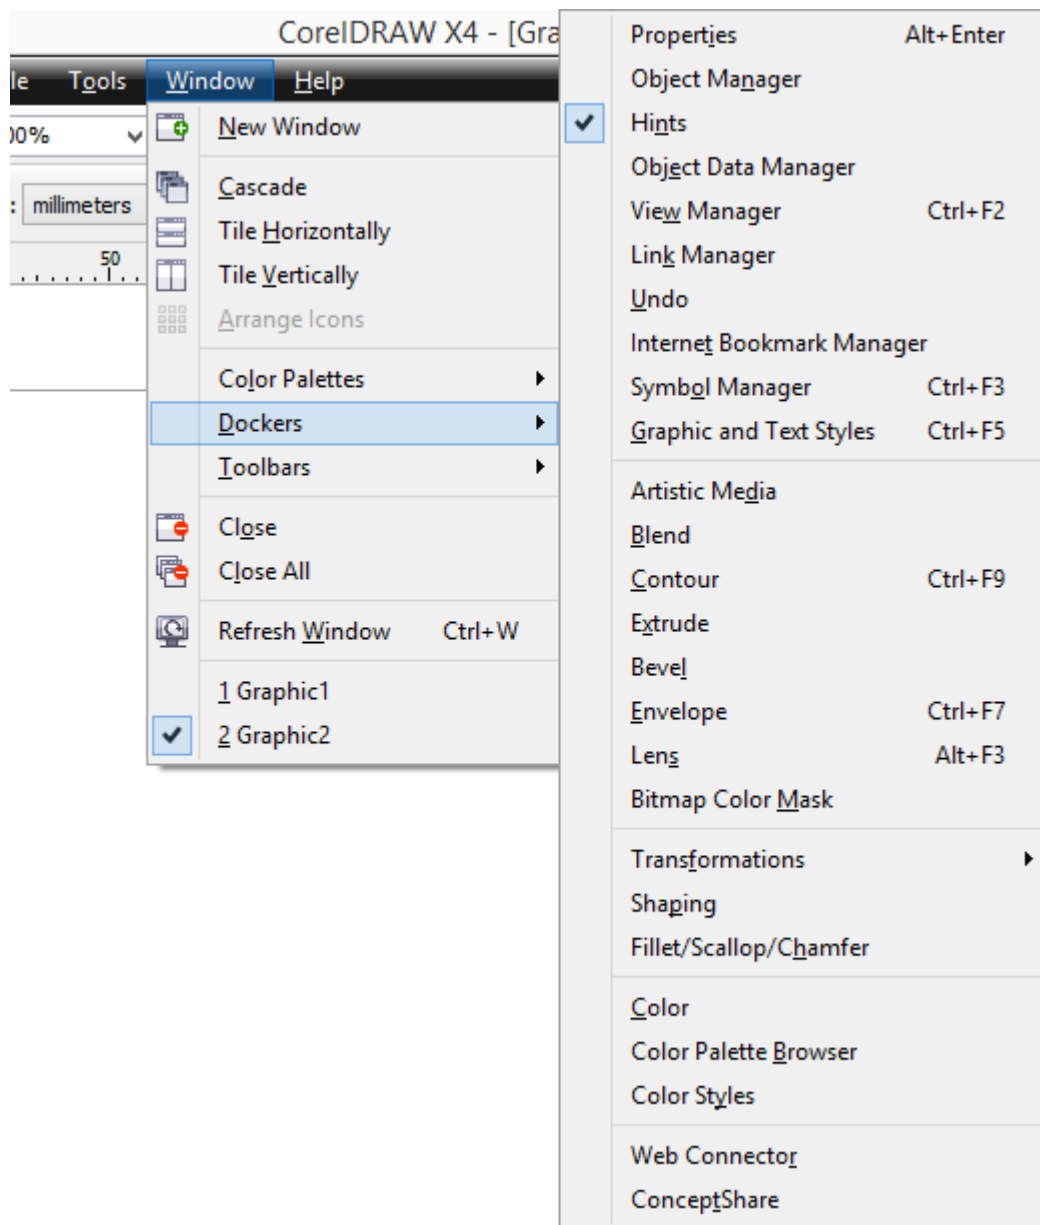 CorelDRAW X4 - [Gra
le Tools Window Help
00%
: millimeters
50
New Window
Cascade
Tile Horizontally
Tile Vertically
Arrange Icons
Color Palettes
Dockers
Toolbars
Close
Close All
Refresh Window Ctrl+W
1 Graphic1
2 Graphic2
Properties Alt+Enter
Object Manager
Hints
Object Data Manager
View Manager Ctrl+F2
Link Manager
Undo
Internet Bookmark Manager
Symbol Manager Ctrl+F3
Graphic and Text Styles Ctrl+F5
Artistic Media
Blend
Contour Ctrl+F9
Extrude
Bevel
Envelope Ctrl+F7
Lens Alt+F3
Bitmap Color Mask
Transformations
Shaping
Fillet/Scallop/Chamfer
Color
Color Palette Browser
Color Styles
Web Connector
ConceptShare